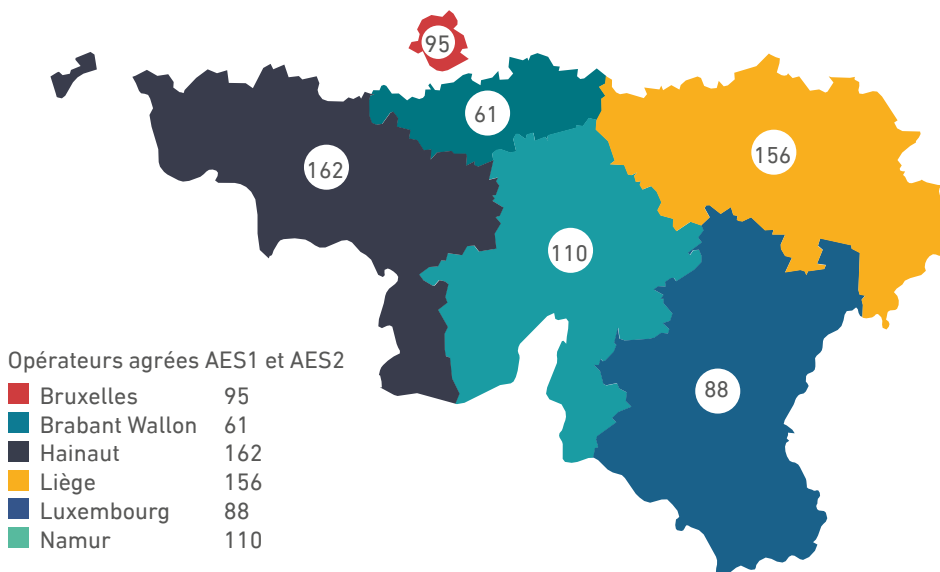 95
61
156
162
110
88
Opérateurs agrées AES1 et AES2
Bruxelles 95
Brabant Wallon 61
Hainaut 162
Liège 156
Luxembourg 88
Namur 110